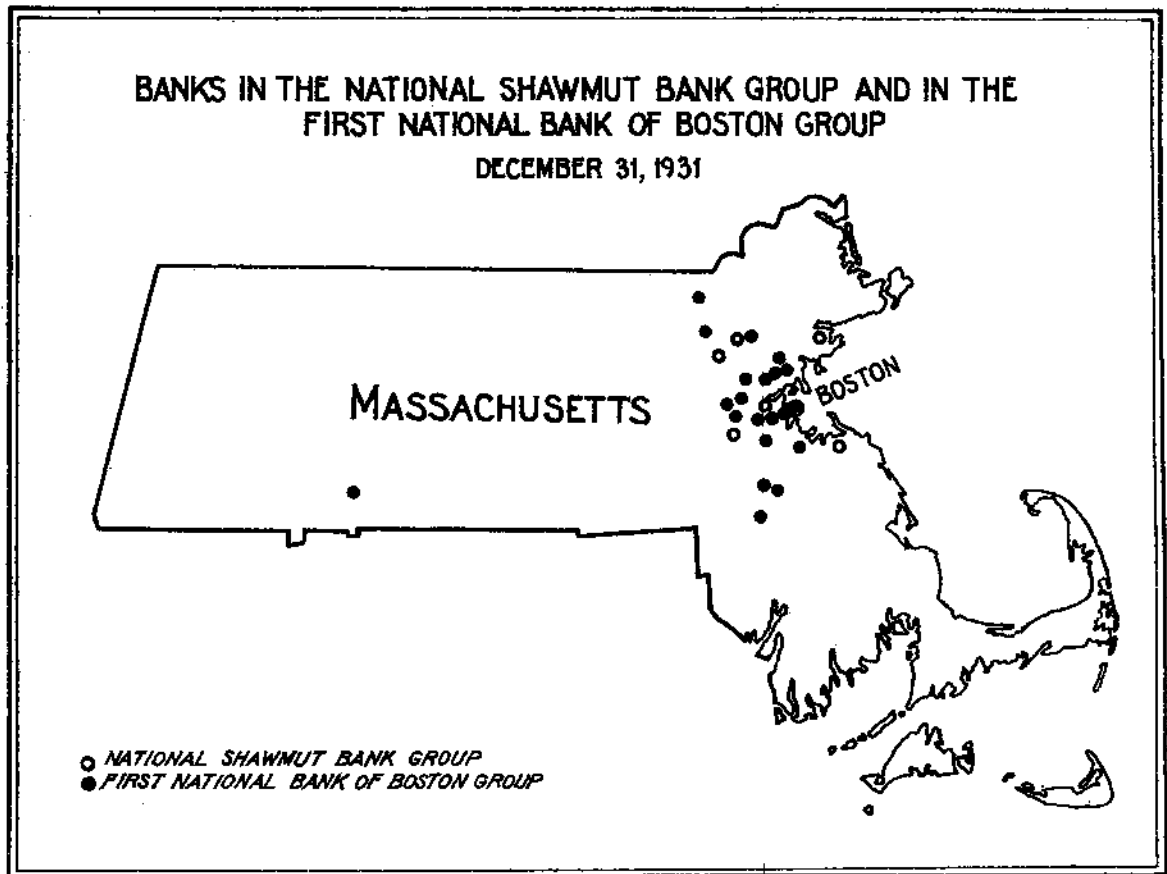 BANKS IN THE NATIONAL SHAWMUT BANK GROUP AND IN THE
FIRST NATIONAL BANK OF BOSTON GROUP
DECEMBER 31, 1931
BOSTON
MASSACHUSETTS
NATIONAL SHAWMUT BANK GROUP
FIRST NATIONAL BANK OF BOSTON GROUP